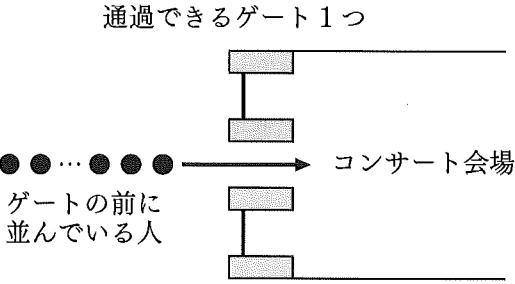 通過できるゲート１つ
コンサート会場
ゲートの前に
並んでいる人